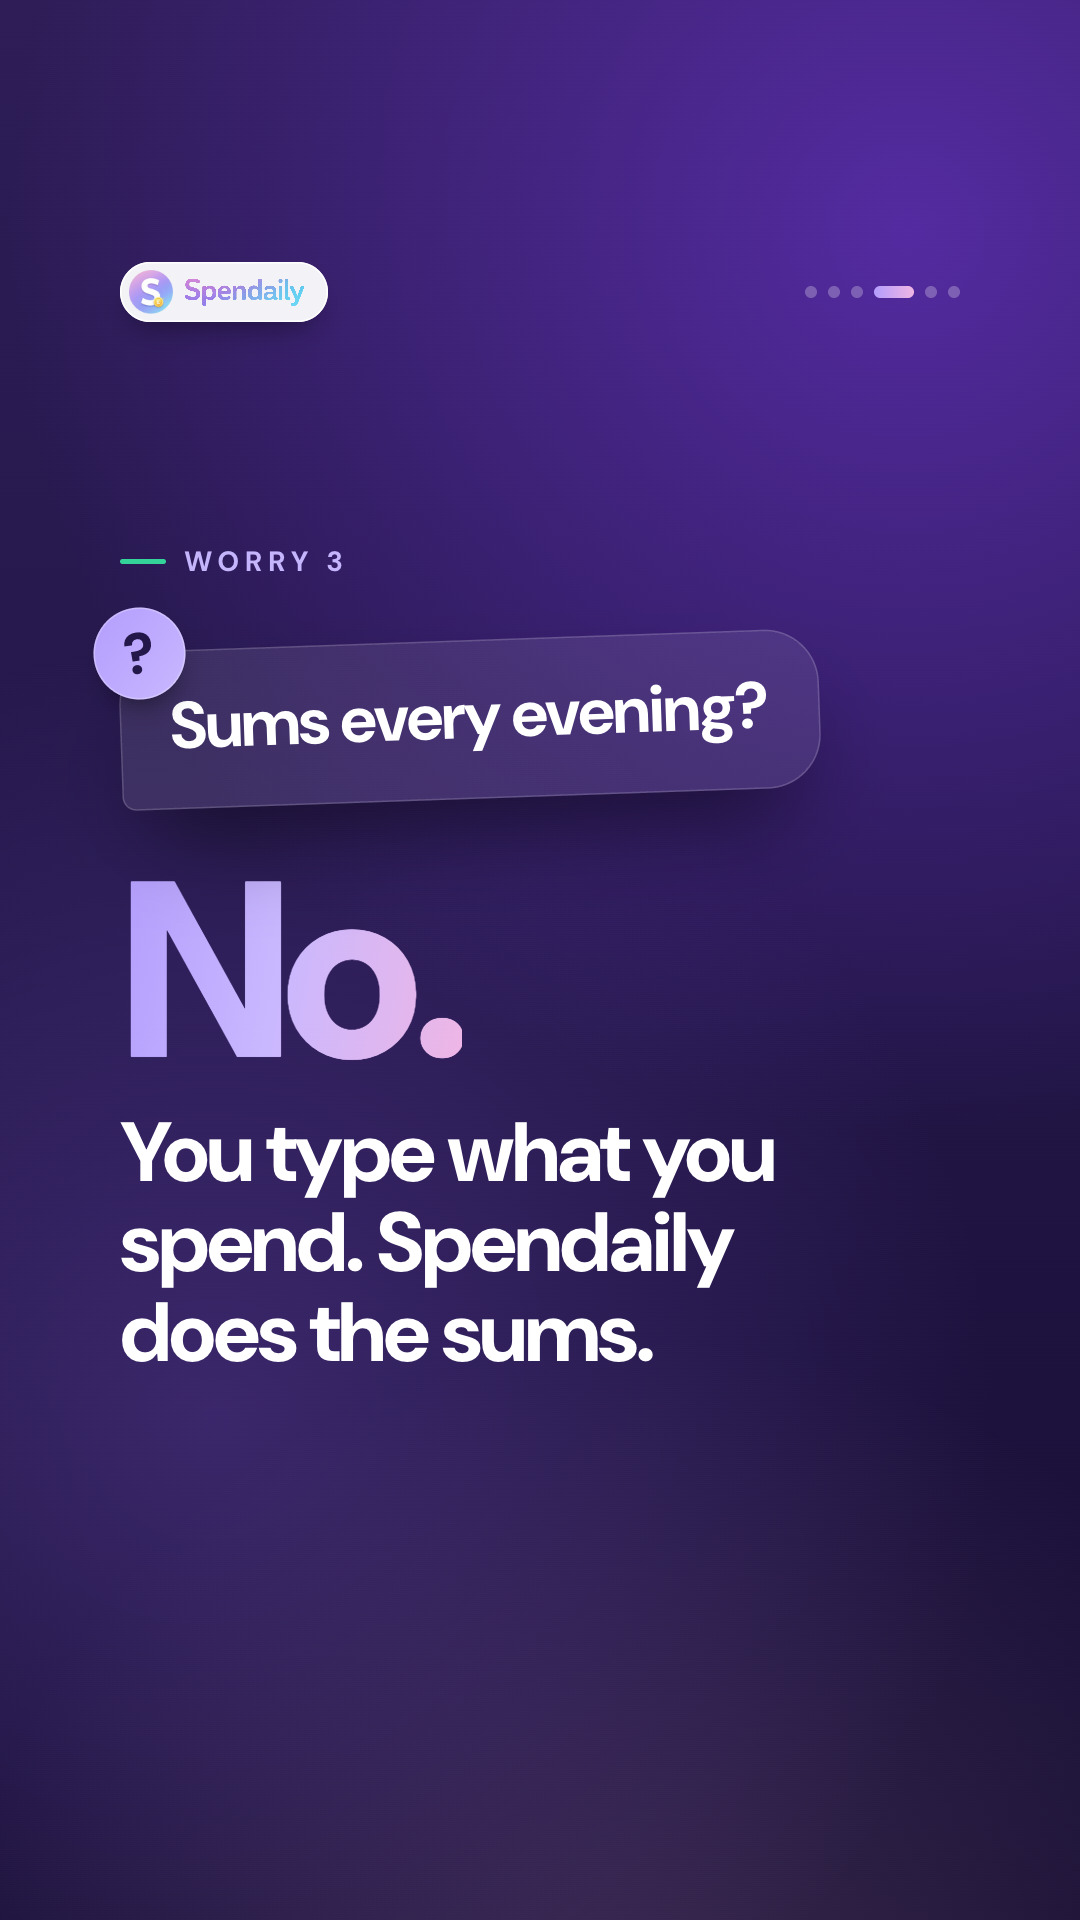 Spendaily
WORRY 3
?
Sums every evening?
No.
You type what you
spend. Spendaily
does the sums.